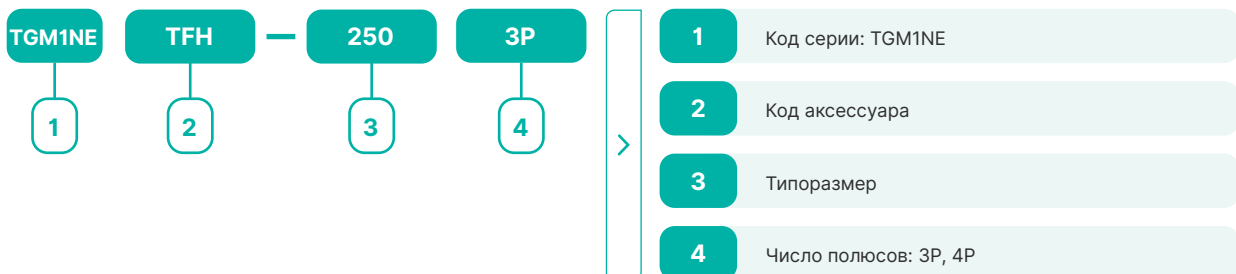 TGM1NE TFH — 250 3P
1 2 3 4
1 Код серии: TGM1NE
2 Код аксессуара
3 Типоразмер
4 Число полюсов: 3P, 4P